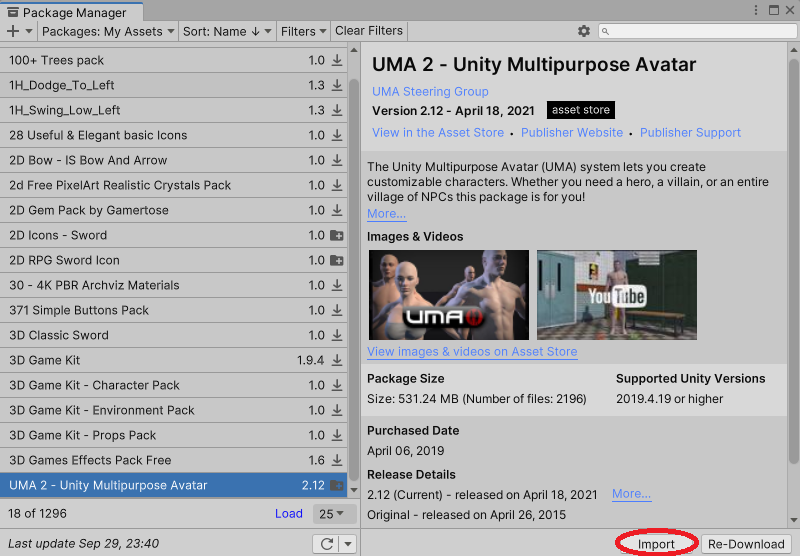 Package Manager
Packages: My Assets Sort: Name ↓ Filters Clear Filters
100+ Trees pack 1.0
1H_Dodge_To_Left 1.3
1H_Swing_Low_Left 1.3
28 Useful & Elegant basic Icons 1.0
2D Bow - IS Bow And Arrow 1.0
2d Free PixelArt Realistic Crystals Pack 1.0
2D Gem Pack by Gamertose 1.0
2D Icons - Sword 1.0
2D RPG Sword Icon 1.0
30 - 4K PBR Archviz Materials 1.0
371 Simple Buttons Pack 1.0
3D Classic Sword 1.0
3D Game Kit 1.9.4
3D Game Kit - Character Pack 1.0
3D Game Kit - Environment Pack 1.0
3D Game Kit - Props Pack 1.0
3D Games Effects Pack Free 1.6
UMA 2 - Unity Multipurpose Avatar 2.12
18 of 1296 Load 25
Last update Sep 29, 23:40
UMA 2 - Unity Multipurpose Avatar
UMA Steering Group
Version 2.12 - April 18, 2021 asset store
View in the Asset Store • Publisher Website • Publisher Support
The Unity Multipurpose Avatar (UMA) system lets you create
customizable characters. Whether you need a hero, a villain, or an entire
village of NPCs this package is for you!
More...
Images & Videos
UMA
YouTube
View images & videos on Asset Store
Package Size Supported Unity Versions
Size: 531.24 MB (Number of files: 2196) 2019.4.19 or higher
Purchased Date
April 06, 2019
Release Details
2.12 (Current) - released on April 18, 2021 More...
Original - released on April 26, 2015
Import Re-Download